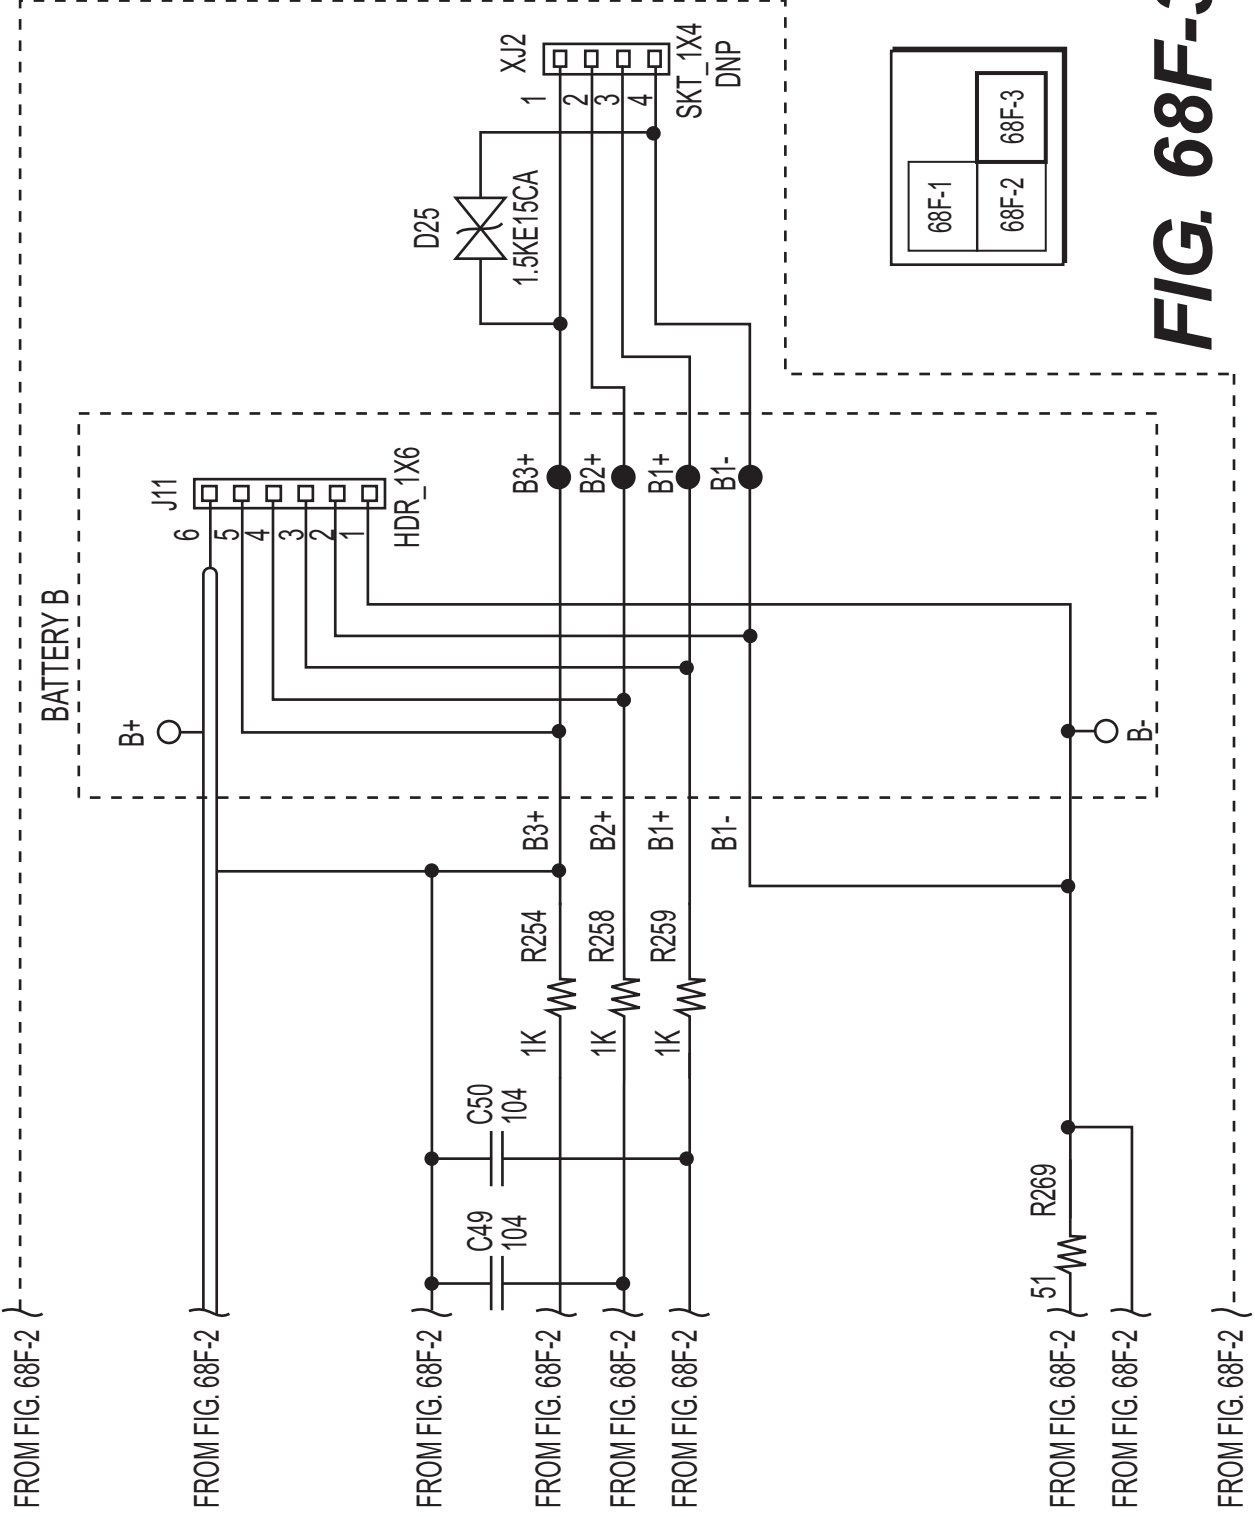 FROM FIG. 68F-2
FROM FIG. 68F-2
FROM FIG. 68F-2
FROM FIG. 68F-2
FROM FIG. 68F-2
FROM FIG. 68F-2
FROM FIG. 68F-2
FROM FIG. 68F-2
FROM FIG. 68F-2
C49
104
C50
104
1K
R254
1K
R258
1K
R259
51
R269
B3+
B2+
B1+
B1-
BATTERY B
B+
B-
J11
6
5
4
3
2
1
HDR_1X6
B3+
B2+
B1+
B1-
D25
1.5KE15CA
XJ2
1
2
3
4
SKT_1X4
DNP
68F-1
68F-2
68F-3
FIG. 68F-3